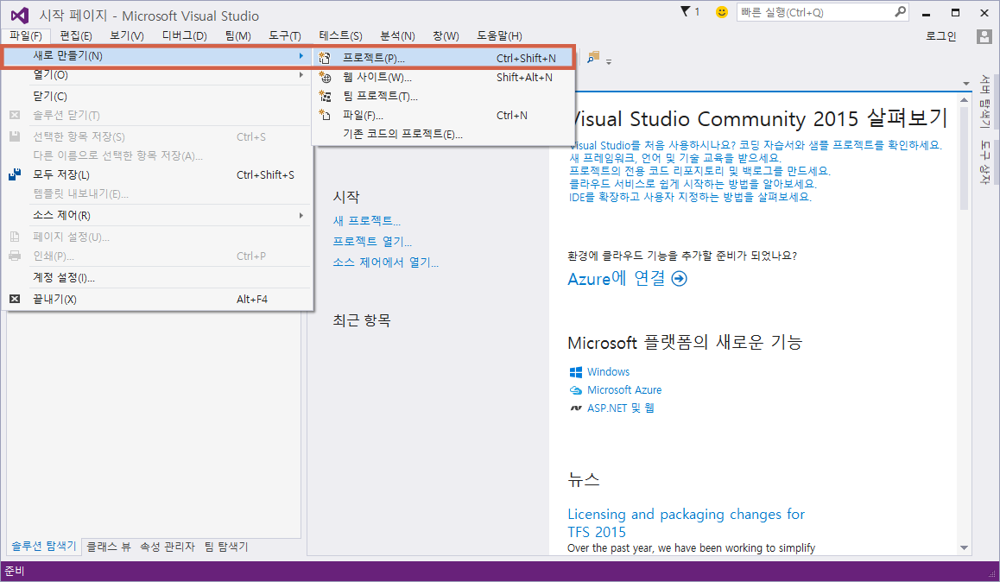 시작 페이지 - Microsoft Visual Studio
1
빠른 실행(Ctrl+Q)
파일(F) 편집(E) 보기(V) 디버그(D) 팀(M) 도구(T) 테스트(S) 분석(N) 창(W) 도움말(H)
로그인
새로 만들기(N)
열기(O)
닫기(C)
솔루션 닫기(T)
선택한 항목 저장(S) Ctrl+S
다른 이름으로 선택한 항목 저장(A)...
모두 저장(L) Ctrl+Shift+S
템플릿 내보내기(E)...
소스 제어(R)
페이지 설정(U)...
인쇄(P)... Ctrl+P
계정 설정(I)...
끝내기(X) Alt+F4
프로젝트(P)... Ctrl+Shift+N
웹 사이트(W)... Shift+Alt+N
팀 프로젝트(T)...
파일(F)... Ctrl+N
기존 코드의 프로젝트(E)...
시작
새 프로젝트...
프로젝트 열기...
소스 제어에서 열기...
최근 항목
Visual Studio Community 2015 살펴보기
Visual Studio를 처음 사용하시나요? 코딩 자습서와 샘플 프로젝트를 확인하세요.
새 프레임워크, 언어 및 기술 교육을 받으세요.
프로젝트의 전용 코드 리포지토리 및 백로그를 만드세요.
클라우드 서비스로 쉽게 시작하는 방법을 알아보세요.
IDE를 확장하고 사용자 지정하는 방법을 살펴보세요.
환경에 클라우드 기능을 추가할 준비가 되었나요?
Azure에 연결
Microsoft 플랫폼의 새로운 기능
Windows
Microsoft Azure
ASP.NET 및 웹
뉴스
Licensing and packaging changes for
TFS 2015
Over the past year, we have been working to simplify
서버 탐색기
도구 상자
솔루션 탐색기 클래스 뷰 속성 관리자 팀 탐색기
준비